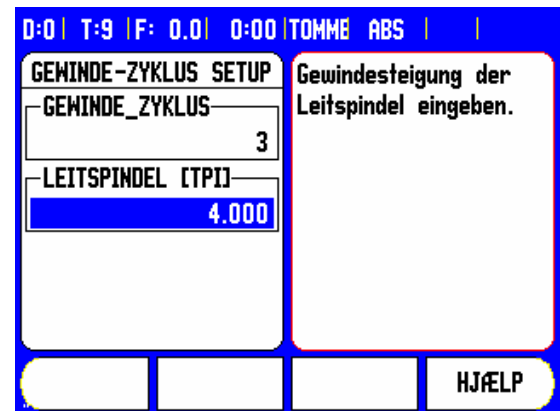 D:0 | T:9 | F: 0.0 | 0:00 | TOMME ABS | |
GEWINDE-ZYKLUS SETUP
GEWINDE_ZYKLUS
3
LEITSPINDEL [TPI]
4.000
Gewindesteigung der
Leitspindel eingeben.
HJÆLP